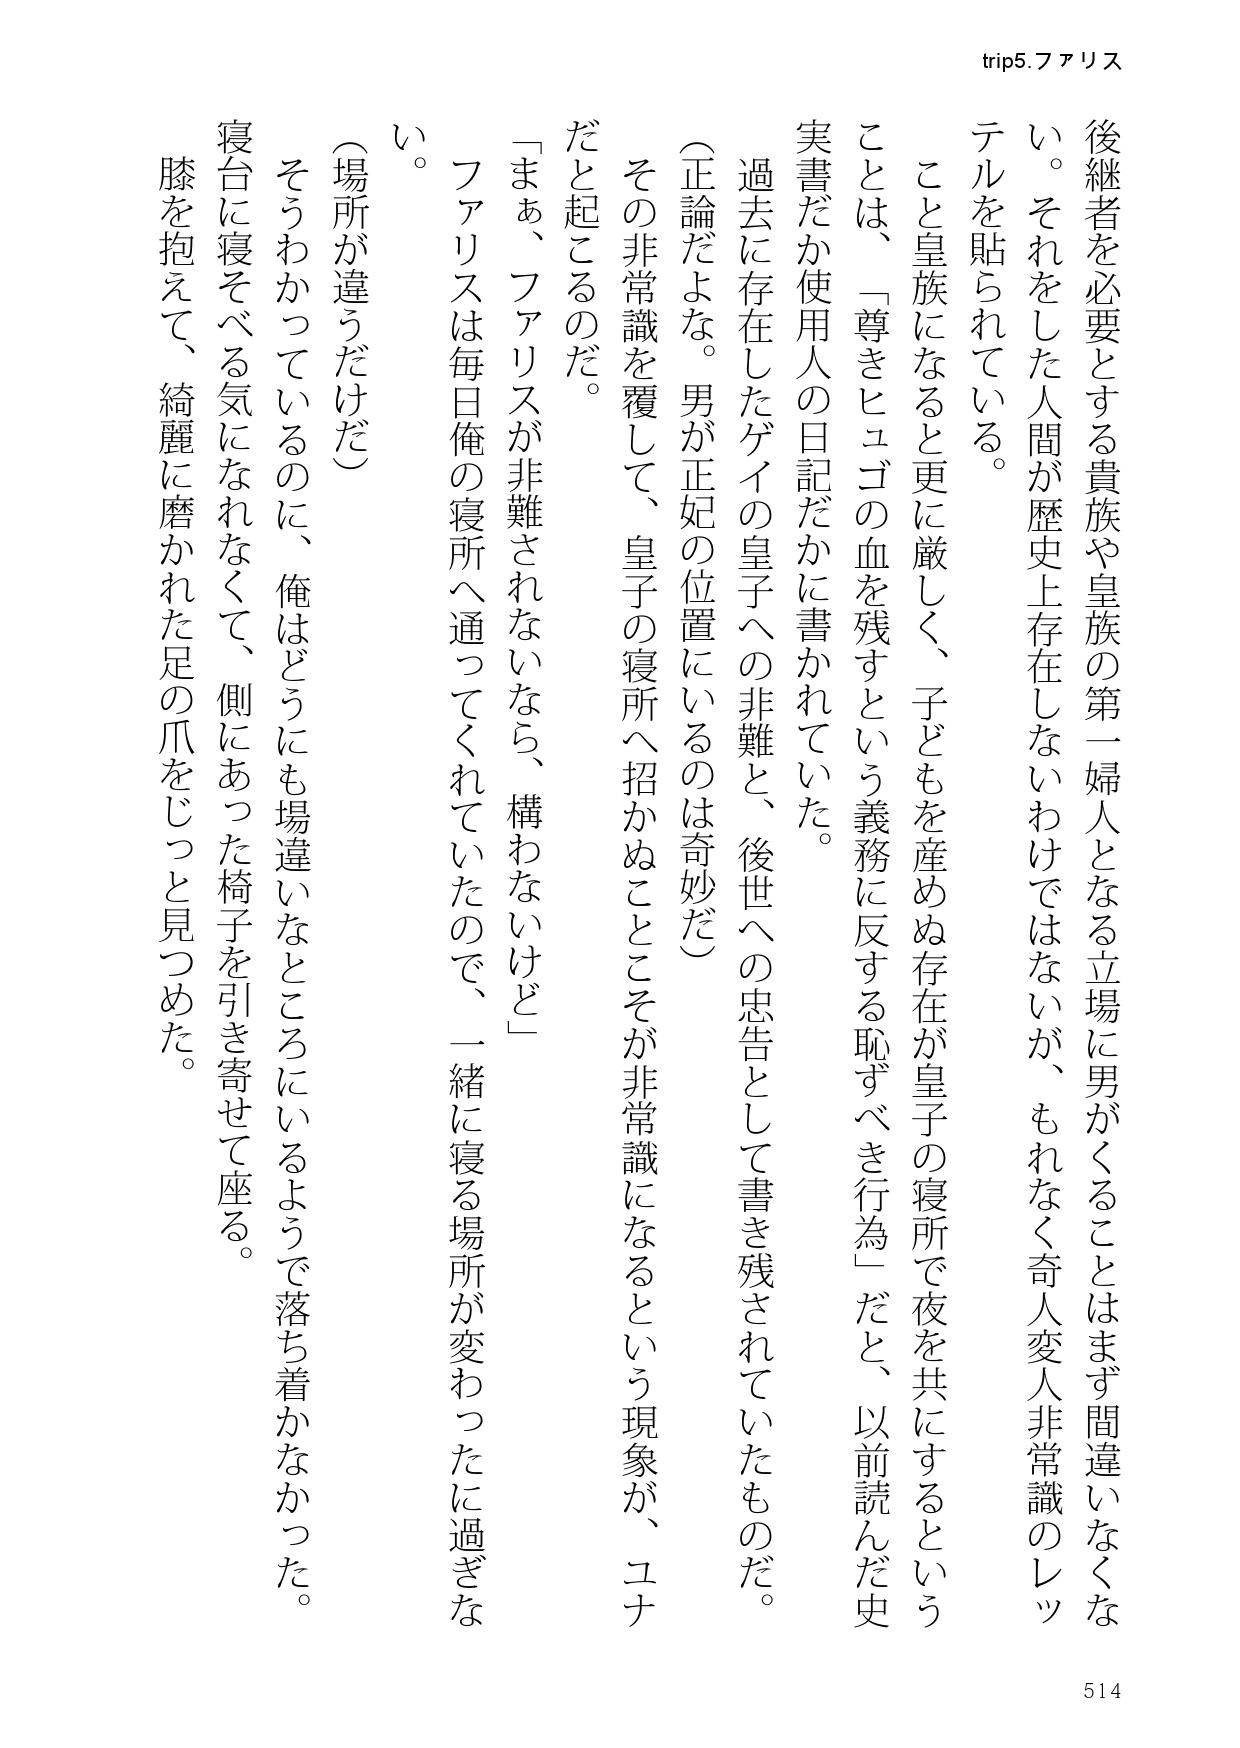 trip5.ファリス
後継者を必要とする貴族や皇族の第一婦人となる立場に男がくることはまず間違いなくな
い。それをした人間が歴史上存在しないわけではないが、もれなく奇人変人非常識のレッ
テルを貼られている。
　こと皇族になると更に厳しく、子どもを産めぬ存在が皇子の寝所で夜を共にするという
ことは、「尊きヒュゴの血を残すという義務に反する恥ずべき行為」だと、以前読んだ史
実書だか使用人の日記だかに書かれていた。
　過去に存在したゲイの皇子への非難と、後世への忠告として書き残されていたものだ。
（正論だよな。男が正妃の位置にいるのは奇妙だ）
　その非常識を覆して、皇子の寝所へ招かぬことこそが非常識になるという現象が、ユナ
だと起こるのだ。
「まぁ、ファリスが非難されないなら、構わないけど」
　ファリスは毎日俺の寝所へ通ってくれていたので、一緒に寝る場所が変わったに過ぎな
い。
（場所が違うだけだ）
　そうわかっているのに、俺はどうにも場違いなところにいるようで落ち着かなかった。
寝台に寝そべる気になれなくて、側にあった椅子を引き寄せて座る。
　膝を抱えて、綺麗に磨かれた足の爪をじっと見つめた。
514